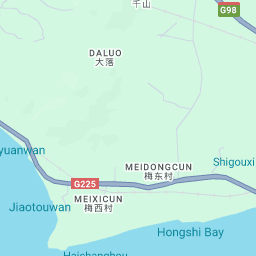 千山
G98
DALUO
大落
yuanwan
MEIDONGCUN
梅东村
Shigouxi
G225
MEIXICUN
梅西村
Jiaotouwan
Hongshi Bay
Haichanghou